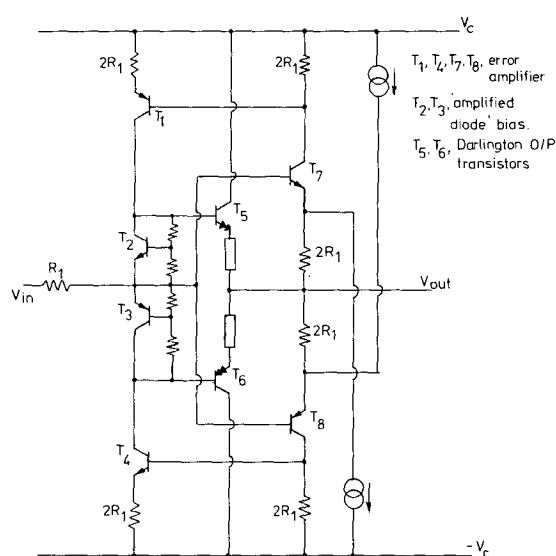 V_c
2R_1
2R_1
T_1, T_4, T_7, T_8, error
amplifier
T_2, T_3, 'amplified
diode' bias.
T_5, T_6, Darlington O/P
transistors
T_1
T_7
T_5
T_2
2R_1
R_1
V_in
V_out
T_3
2R_1
T_6
T_8
T_4
2R_1
2R_1
-V_c